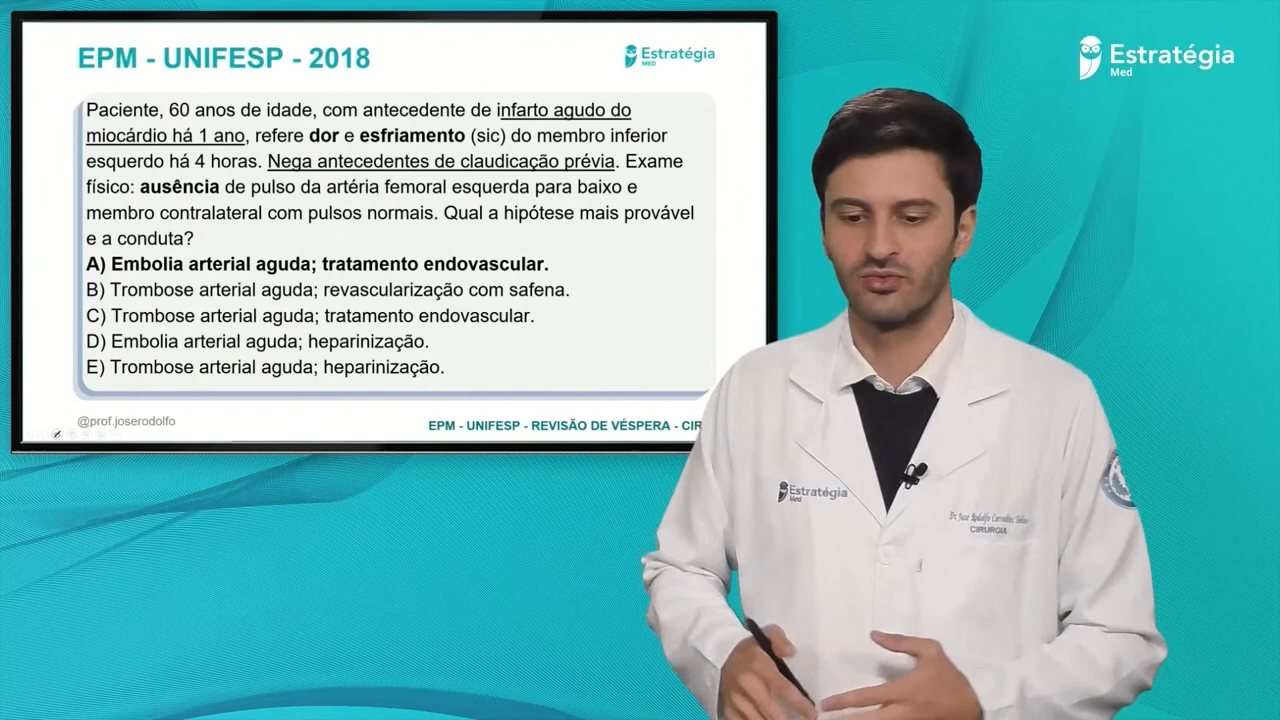 EPM - UNIFESP - 2018
Estratégia
MED
Estratégia
Med
Paciente, 60 anos de idade, com antecedente de infarto agudo do
miocárdio há 1 ano, refere dor e esfriamento (sic) do membro inferior
esquerdo há 4 horas. Nega antecedentes de claudicação prévia. Exame
físico: ausência de pulso da artéria femoral esquerda para baixo e
membro contralateral com pulsos normais. Qual a hipótese mais provável
e a conduta?
A) Embolia arterial aguda; tratamento endovascular.
B) Trombose arterial aguda; revascularização com safena.
C) Trombose arterial aguda; tratamento endovascular.
D) Embolia arterial aguda; heparinização.
E) Trombose arterial aguda; heparinização.
@prof.joserodolfo
EPM - UNIFESP - REVISÃO DE VÉSPERA - CIR
Estratégia
Med
Dr. José Rodolfo
CIRURGIA